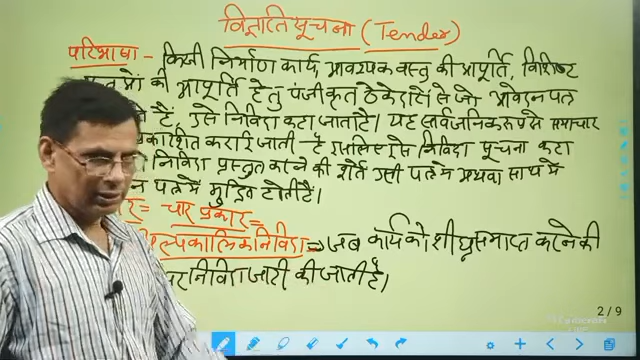 विज्ञप्ति सूचना (Tender)
परिभाषा - किसी निर्माण कार्य, आवश्यक वस्तु की आपूर्ति, विशिष्ट
की आपूर्ति हेतु पंजीकृत ठेकेदारों से जो आवेदन पत्र
हैं, उसे निविदा कहा जाता है। यह सार्वजनिक रूप से समाचार
प्रकाशित कराई जाती है इसलिए इसे निविदा सूचना कहा
निविदा प्रस्तुत करने की शर्ते उसी पत्र में अथवा साथ में
पत्र में मुद्रित होती हैं।
= चार प्रकार =
अल्पकालिक निविदा => जब कार्य को शीघ्र समाप्त करने की
निविदा जारी की जाती है।
2 / 9